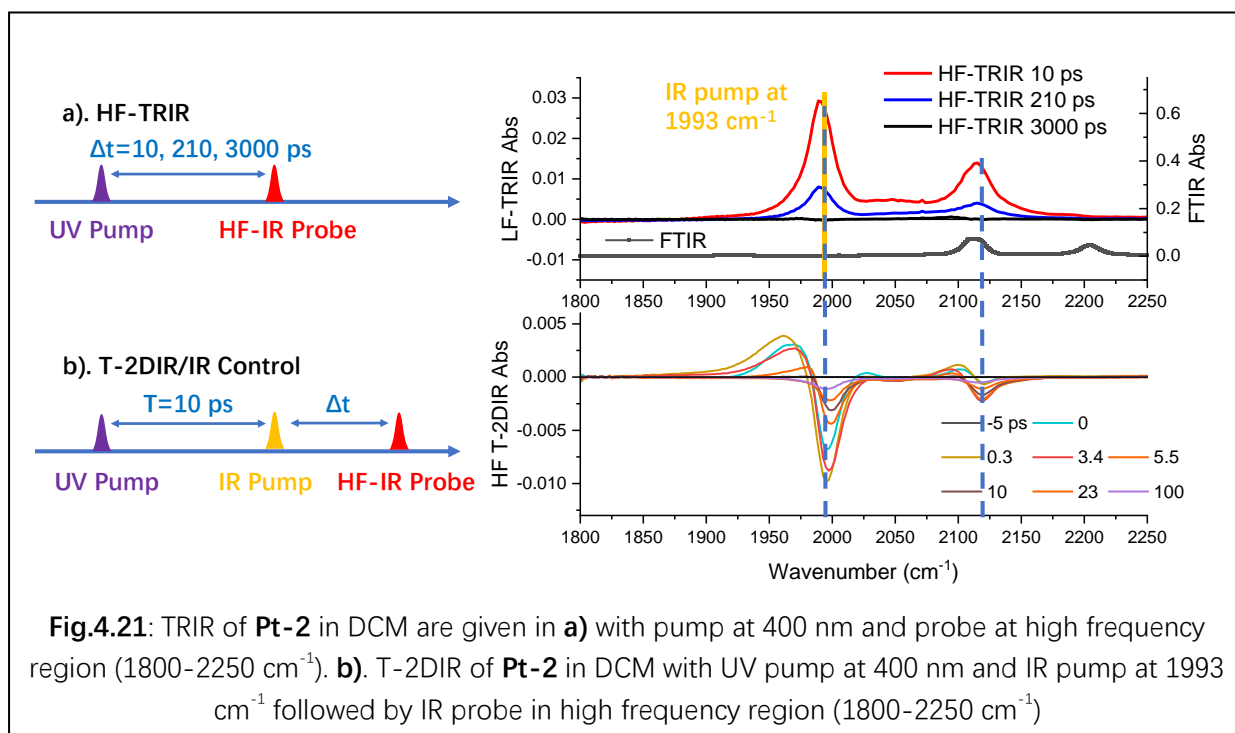 a). HF-TRIR
Δt=10, 210, 3000 ps
UV Pump
HF-IR Probe
b). T-2DIR/IR Control
T=10 ps
Δt
UV Pump
IR Pump
HF-IR Probe
IR pump at
1993 cm⁻¹
HF-TRIR 10 ps
HF-TRIR 210 ps
HF-TRIR 3000 ps
FTIR
LF-TRIR Abs
0.03
0.02
0.01
0.00
-0.01
FTIR Abs
0.6
0.4
0.2
0.0
1800 1850 1900 1950 2000 2050 2100 2150 2200 2250
HF T-2DIR Abs
0.005
0.000
-0.005
-0.010
-5 ps 0
0.3 3.4 5.5
10 23 100
1800 1850 1900 1950 2000 2050 2100 2150 2200 2250
Wavenumber (cm⁻¹)
Fig.4.21: TRIR of Pt-2 in DCM are given in a) with pump at 400 nm and probe at high frequency
region (1800-2250 cm⁻¹). b). T-2DIR of Pt-2 in DCM with UV pump at 400 nm and IR pump at 1993
cm⁻¹ followed by IR probe in high frequency region (1800-2250 cm⁻¹)